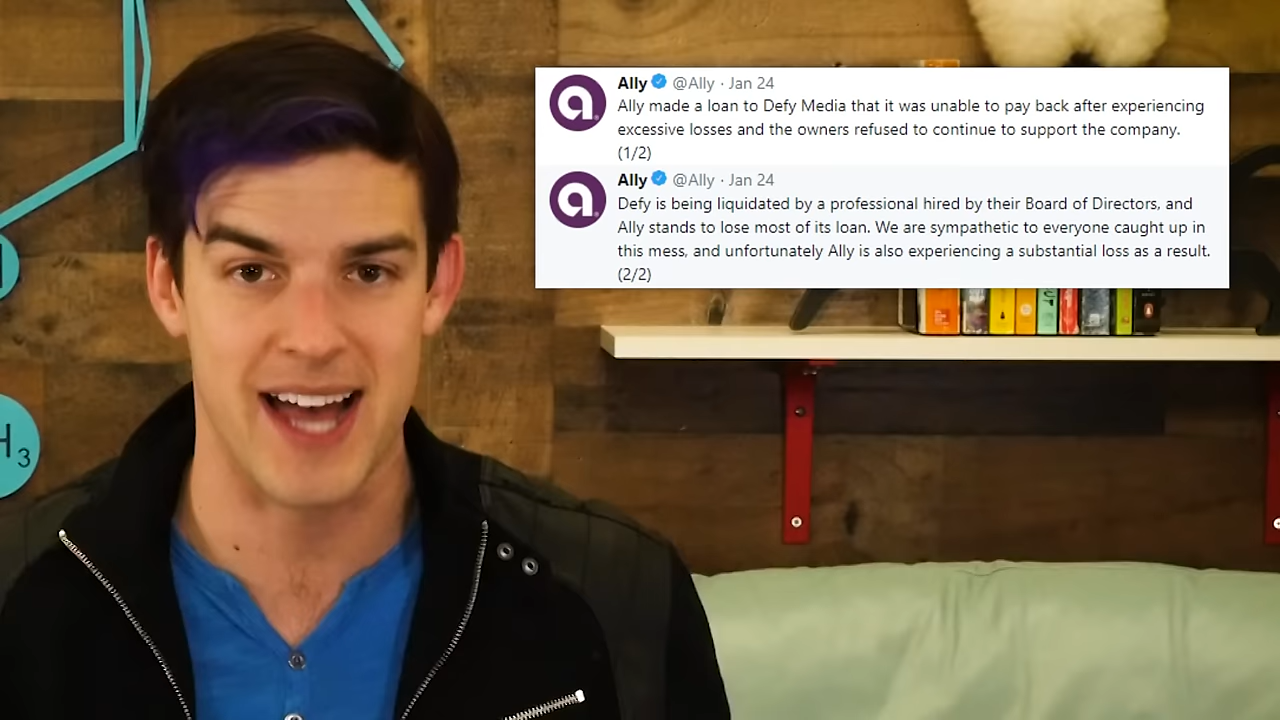 Ally @Ally · Jan 24
Ally made a loan to Defy Media that it was unable to pay back after experiencing
excessive losses and the owners refused to continue to support the company.
(1/2)
Ally @Ally · Jan 24
Defy is being liquidated by a professional hired by their Board of Directors, and
Ally stands to lose most of its loan. We are sympathetic to everyone caught up in
this mess, and unfortunately Ally is also experiencing a substantial loss as a result.
(2/2)
H3